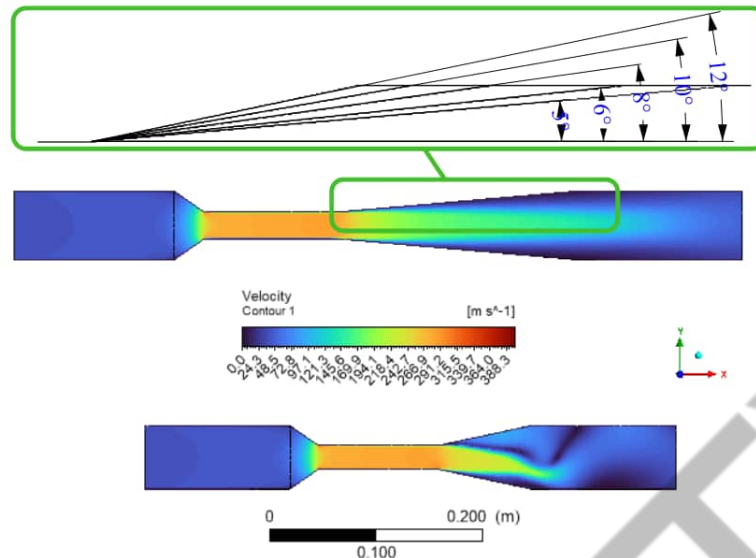 5° 6° 8° 10° 12°
Velocity
Contour 1
[m s^-1]
0.0 24.3 48.5 72.8 97.1 121.3 145.6 169.9 194.1 218.4 242.7 266.9 291.2 315.5 339.7 364.0 388.3
Y
X
0 0.200 (m)
0.100